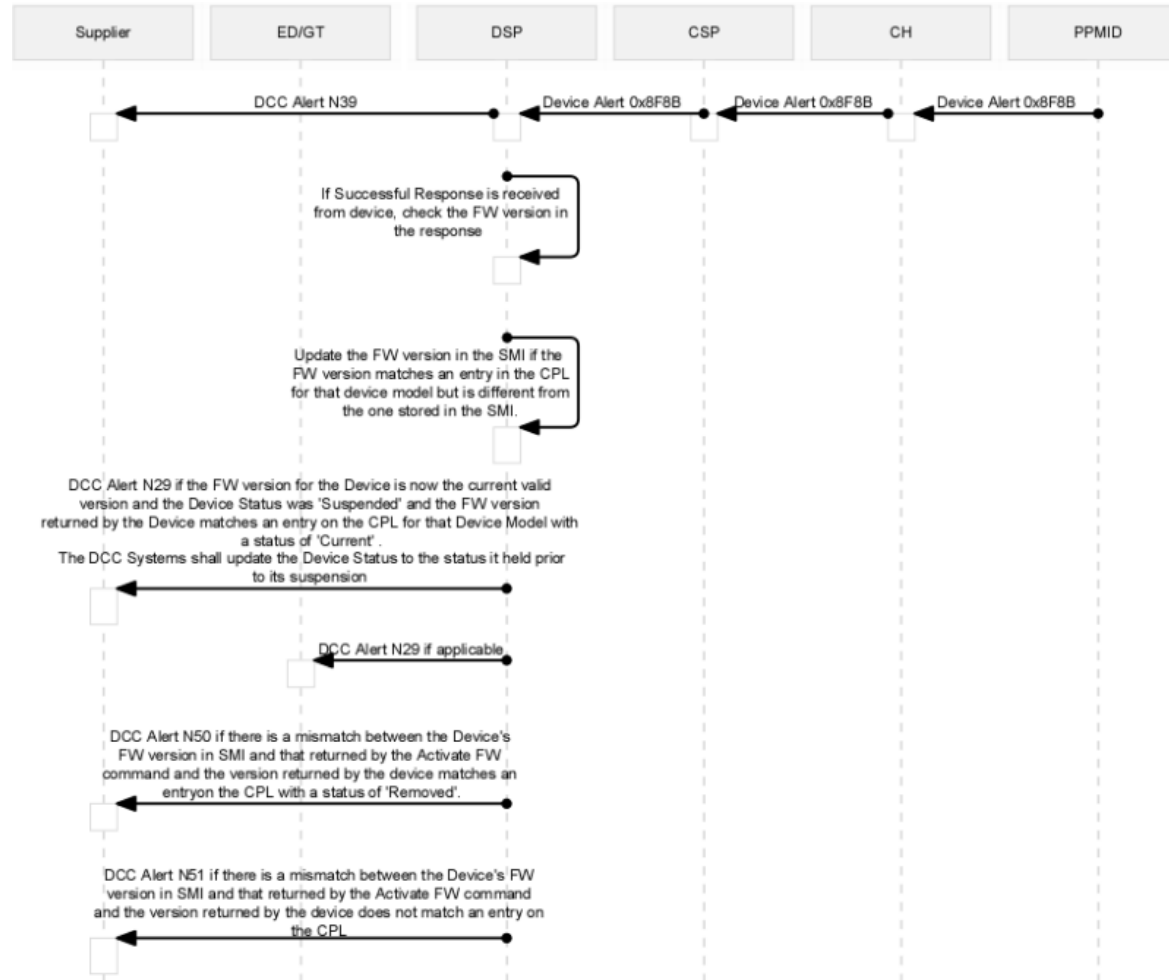 Supplier ED/GT DSP CSP CH PPMID
DCC Alert N39 Device Alert 0x8F8B Device Alert 0x8F8B Device Alert 0x8F8B
If Successful Response is received
from device, check the FW version in
the response
Update the FW version in the SMI if the
FW version matches an entry in the CPL
for that device model but is different from
the one stored in the SMI.
DCC Alert N29 if the FW version for the Device is now the current valid
version and the Device Status was 'Suspended' and the FW version
returned by the Device matches an entry on the CPL for that Device Model with
a status of 'Current' .
The DCC Systems shall update the Device Status to the status it held prior
to its suspension
DCC Alert N29 if applicable
DCC Alert N50 if there is a mismatch between the Device's
FW version in SMI and that returned by the Activate FW
command and the version returned by the device matches an
entryon the CPL with a status of 'Removed'.
DCC Alert N51 if there is a mismatch between the Device's FW
version in SMI and that returned by the Activate FW command
and the version returned by the device does not match an entry on
the CPL